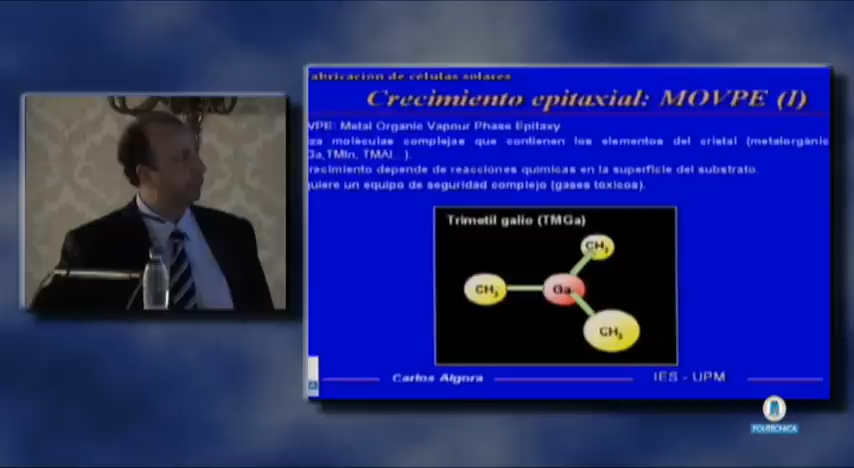 abricación de células solares
Crecimiento epitaxial: MOVPE (I)
VPE: Metal Organic Vapour Phase Epitaxy
za moléculas complejas que contienen los elementos del cristal (metalorgánic
Ga,TMIn, TMAl...).
recimiento depende de reacciones químicas en la superficie del substrato.
quiere un equipo de seguridad complejo (gases tóxicos).
Trimetil galio (TMGa)
CH3
CH3
Ga
CH3
Carlos Algora
IES - UPM
POLITÉCNICA